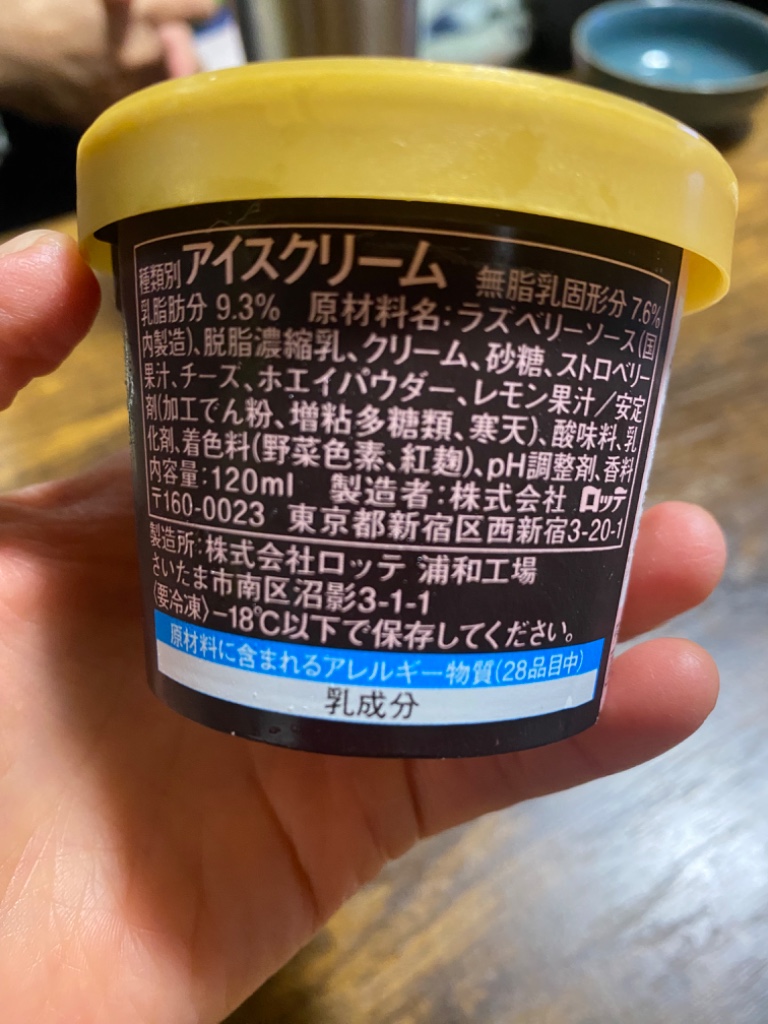 種類別 アイスクリーム 無脂乳固形分 7.6%
乳脂肪分 9.3% 原材料名:ラズベリーソース(国
内製造)、脱脂濃縮乳、クリーム、砂糖、ストロベリー
果汁、チーズ、ホエイパウダー、レモン果汁/安定
剤(加工でん粉、増粘多糖類、寒天)、酸味料、乳
化剤、着色料(野菜色素、紅麹)、pH調整剤、香料
内容量:120ml 製造者:株式会社 ロッテ
〒160-0023 東京都新宿区西新宿3-20-1
製造所:株式会社ロッテ 浦和工場
さいたま市南区沼影3-1-1
〈要冷凍〉−18℃以下で保存してください。
原材料に含まれるアレルギー物質(28品目中)
乳成分